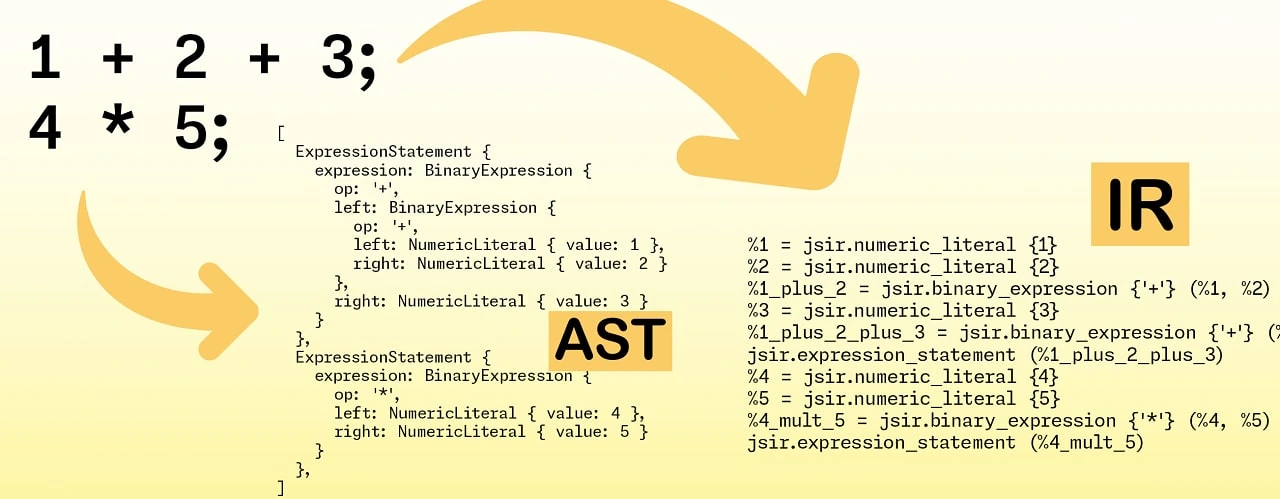 1 + 2 + 3;
4 * 5;
[
  ExpressionStatement {
    expression: BinaryExpression {
      op: '+',
      left: BinaryExpression {
        op: '+',
        left: NumericLiteral { value: 1 },
        right: NumericLiteral { value: 2 }
      },
      right: NumericLiteral { value: 3 }
    }
  },
  ExpressionStatement {
    expression: BinaryExpression {
      op: '*',
      left: NumericLiteral { value: 4 },
      right: NumericLiteral { value: 5 }
    }
  },
]
AST
IR
%1 = jsir.numeric_literal {1}
%2 = jsir.numeric_literal {2}
%1_plus_2 = jsir.binary_expression {'+'} (%1, %2)
%3 = jsir.numeric_literal {3}
%1_plus_2_plus_3 = jsir.binary_expression {'+'} (%
jsir.expression_statement (%1_plus_2_plus_3)
%4 = jsir.numeric_literal {4}
%5 = jsir.numeric_literal {5}
%4_mult_5 = jsir.binary_expression {'*'} (%4, %5)
jsir.expression_statement (%4_mult_5)